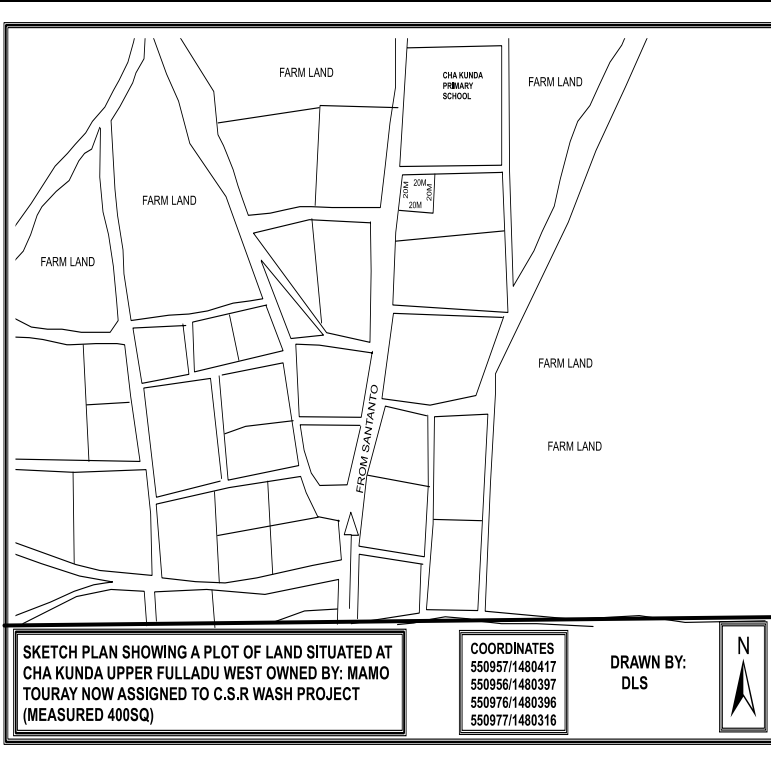 FARM LAND
CHA KUNDA
PRIMARY
SCHOOL
FARM LAND
20M
20M
20M
20M
FARM LAND
FARM LAND
FARM LAND
FROM SANTANTO
FARM LAND
SKETCH PLAN SHOWING A PLOT OF LAND SITUATED AT
CHA KUNDA UPPER FULLADU WEST OWNED BY: MAMO
TOURAY NOW ASSIGNED TO C.S.R WASH PROJECT
(MEASURED 400SQ)
COORDINATES
550957/1480417
550956/1480397
550976/1480396
550977/1480316
DRAWN BY:
DLS
N